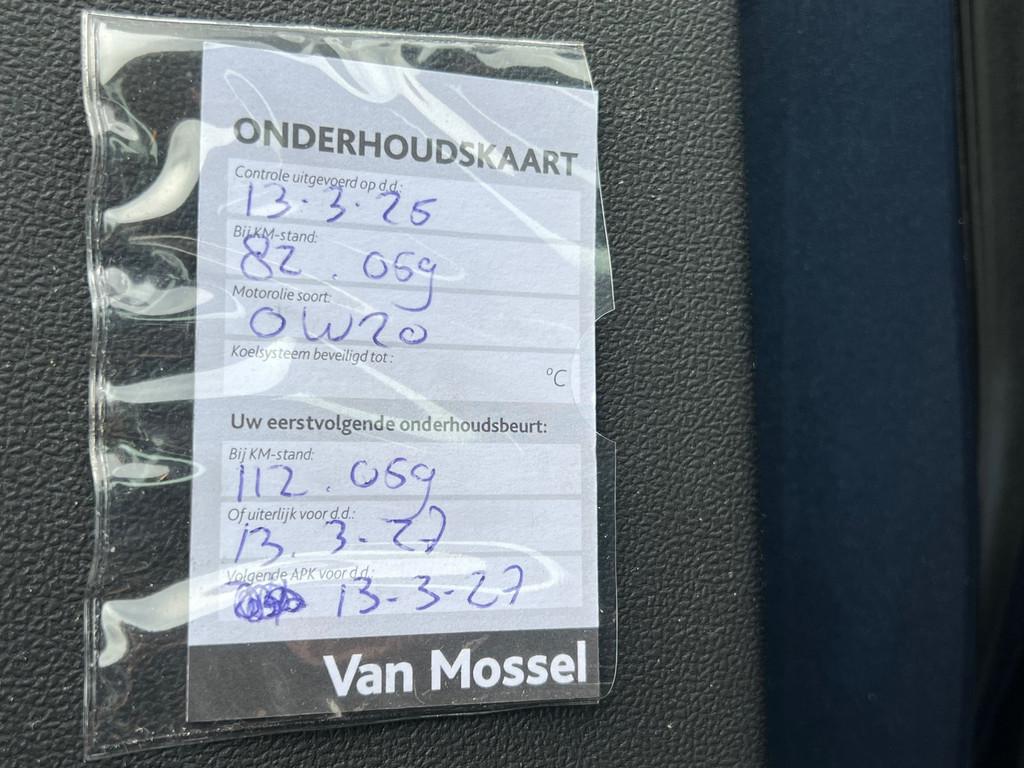 ONDERHOUDSKAART
Controle uitgevoerd op d.d.:
13-3-25
Bij KM-stand:
82.059
Motorolie soort:
0W20
Koelsysteem beveiligd tot :
°C
Uw eerstvolgende onderhoudsbeurt:
Bij KM-stand:
112.059
Of uiterlijk voor d.d.:
13.3-27
Volgende APK voor d.d.:
13-3-27
Van Mossel